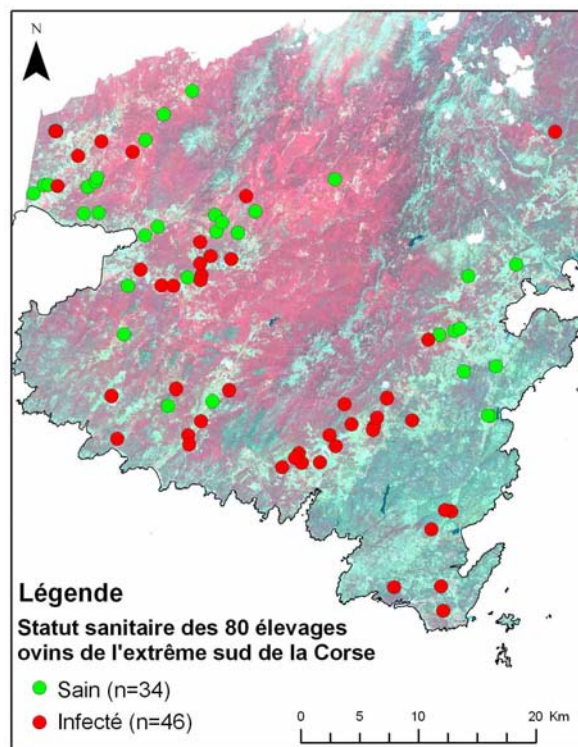 N
Légende
Statut sanitaire des 80 élevages
ovins de l'extrême sud de la Corse
Sain (n=34)
Infecté (n=46)
0 5 10 20 Km